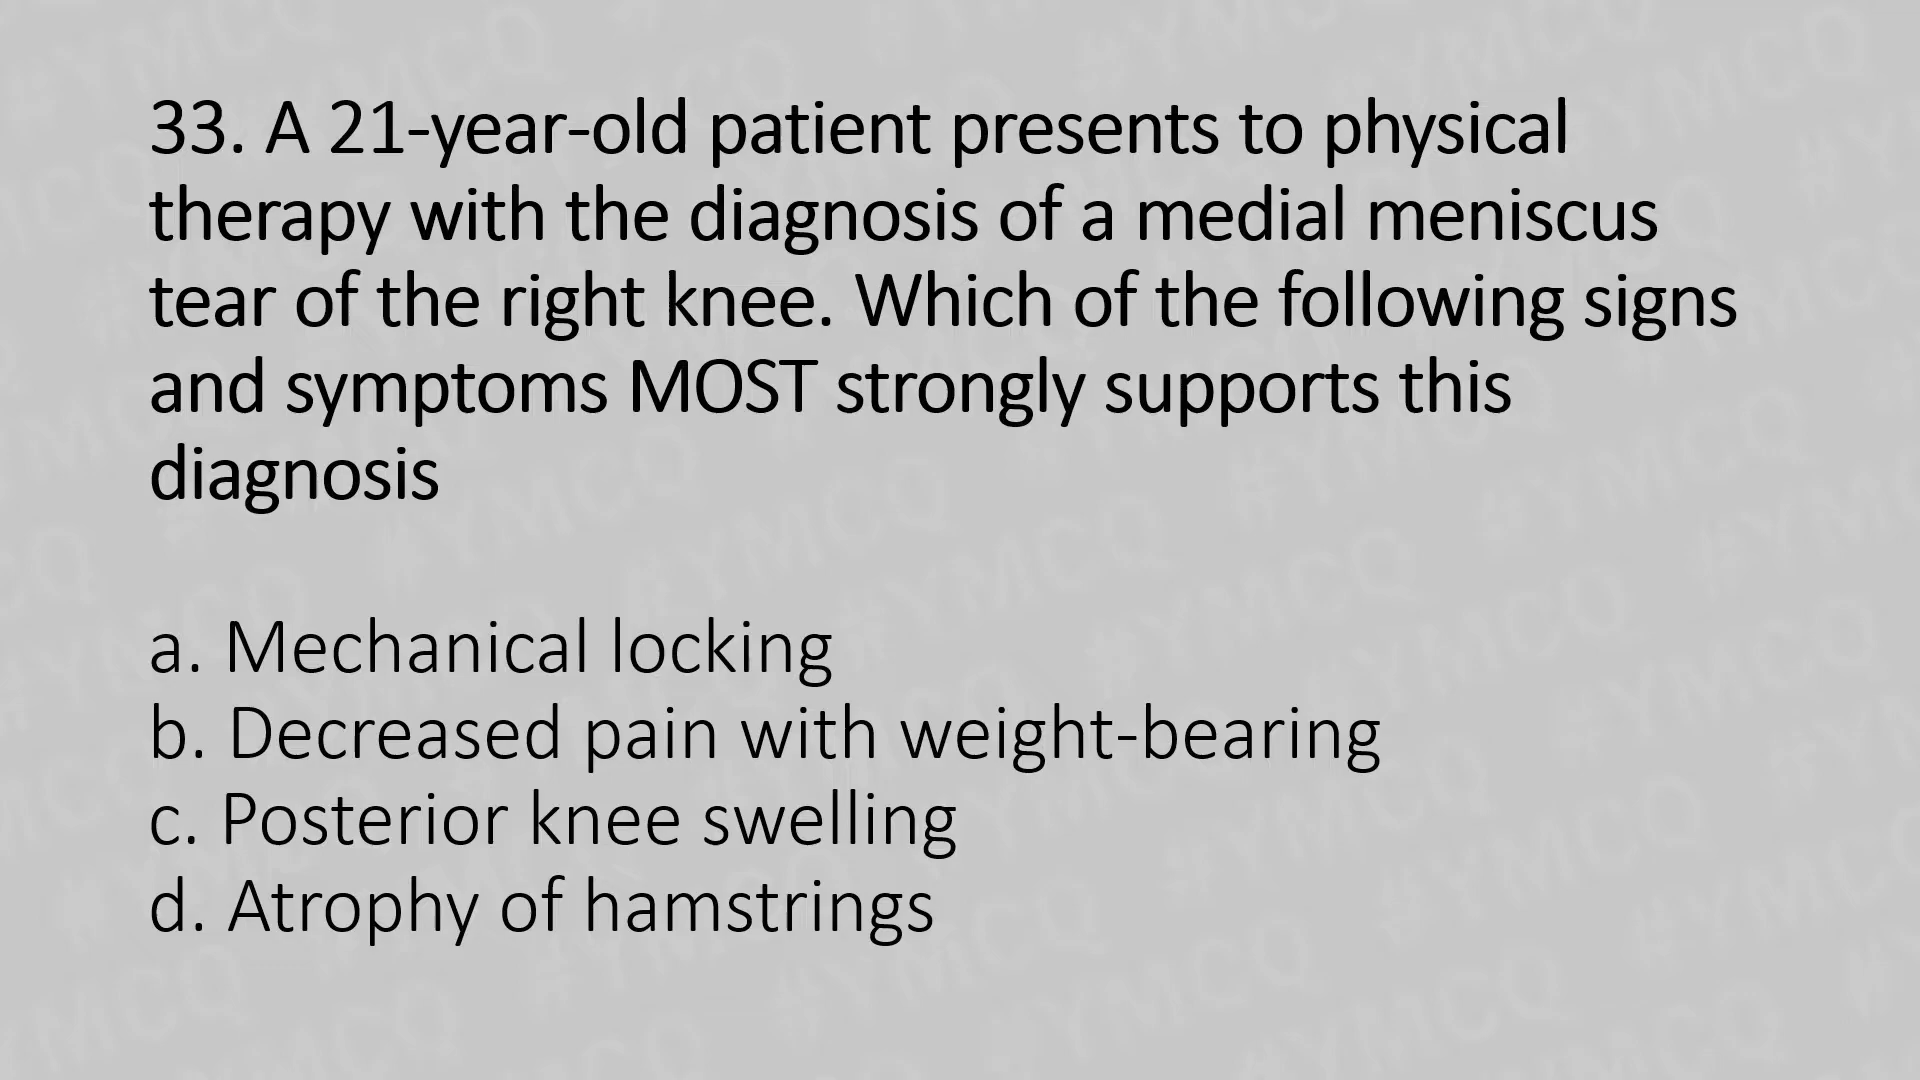 33. A 21-year-old patient presents to physical
therapy with the diagnosis of a medial meniscus
tear of the right knee. Which of the following signs
and symptoms MOST strongly supports this
diagnosis
a. Mechanical locking
b. Decreased pain with weight-bearing
c. Posterior knee swelling
d. Atrophy of hamstrings